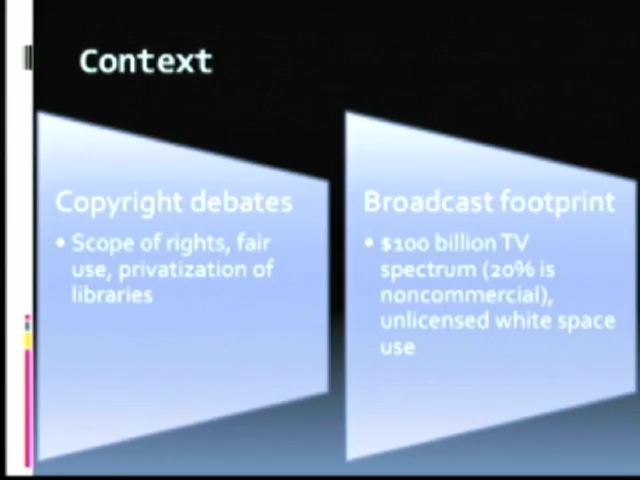 Context
Copyright debates
• Scope of rights, fair
use, privatization of
libraries
Broadcast footprint
• $100 billion TV
spectrum (20% is
noncommercial),
unlicensed white space
use